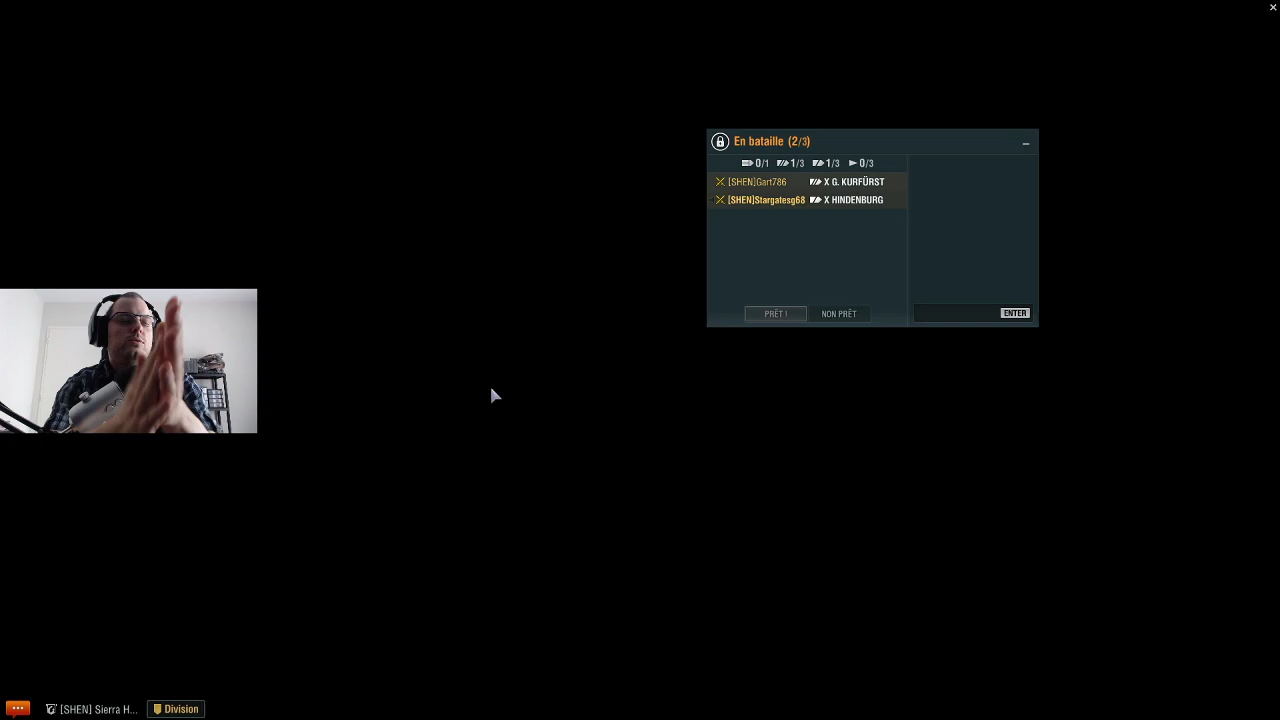 En bataille (2/3)
0/1 1/3 1/3 0/3
[SHEN]Gart786 X G. KURFÜRST
[SHEN]Stargatesg68 X HINDENBURG
PRÊT ! NON PRÊT
ENTER
[SHEN] Sierra H... Division